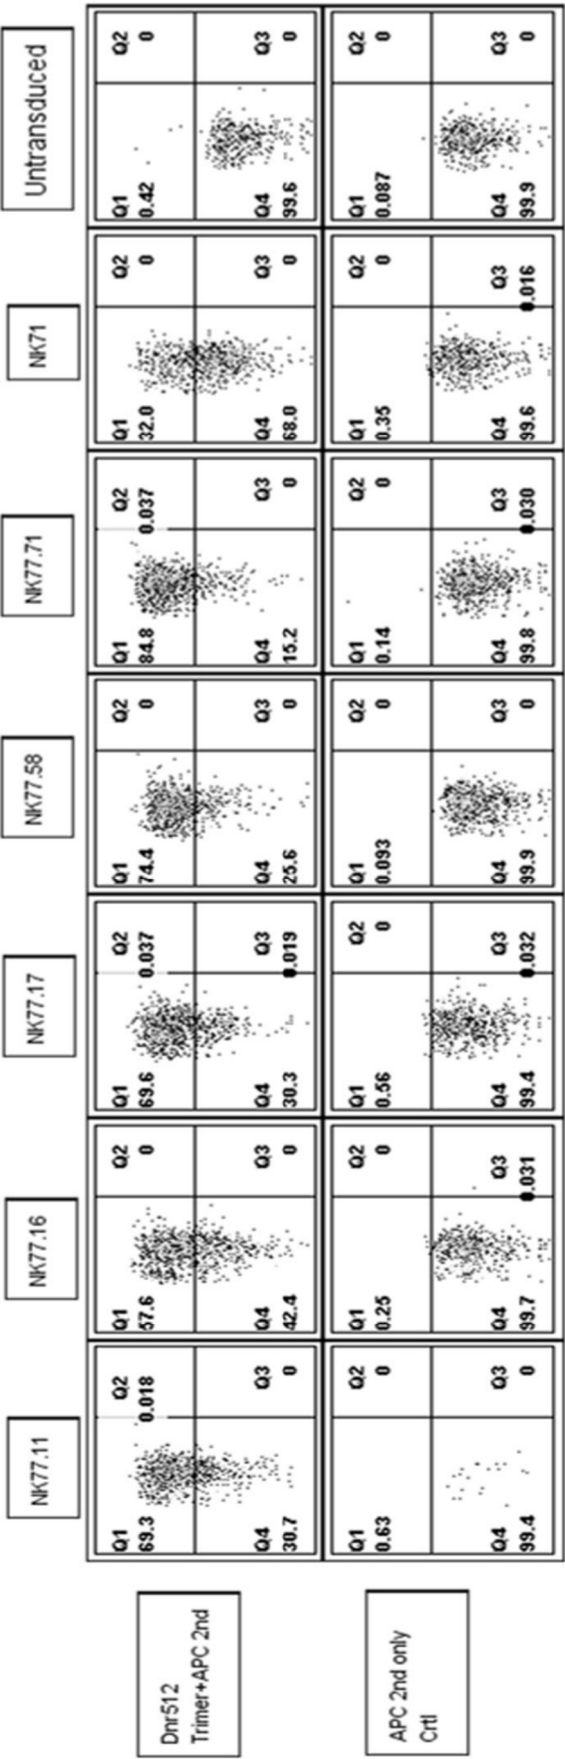 NK77.11
NK77.16
NK77.17
NK77.58
NK77.71
NK71
Untransduced
Dnr512
Trimer+APC 2nd
Q1
69.3
Q2
0.018
Q4
30.7
Q3
0
Q1
57.6
Q2
0
Q4
42.4
Q3
0
Q1
69.6
Q2
0.037
Q4
30.3
Q3
0.019
Q1
74.4
Q2
0
Q4
25.6
Q3
0
Q1
84.8
Q2
0.037
Q4
15.2
Q3
0
Q1
32.0
Q2
0
Q4
68.0
Q3
0
Q1
0.42
Q2
0
Q4
99.6
Q3
0
APC 2nd only
Crtl
Q1
0.63
Q2
0
Q4
99.4
Q3
0
Q1
0.25
Q2
0
Q4
99.7
Q3
0.031
Q1
0.56
Q2
0
Q4
99.4
Q3
0.032
Q1
0.093
Q2
0
Q4
99.9
Q3
0
Q1
0.14
Q2
0
Q4
99.8
Q3
0.030
Q1
0.35
Q2
0
Q4
99.6
Q3
0.016
Q1
0.087
Q2
0
Q4
99.9
Q3
0